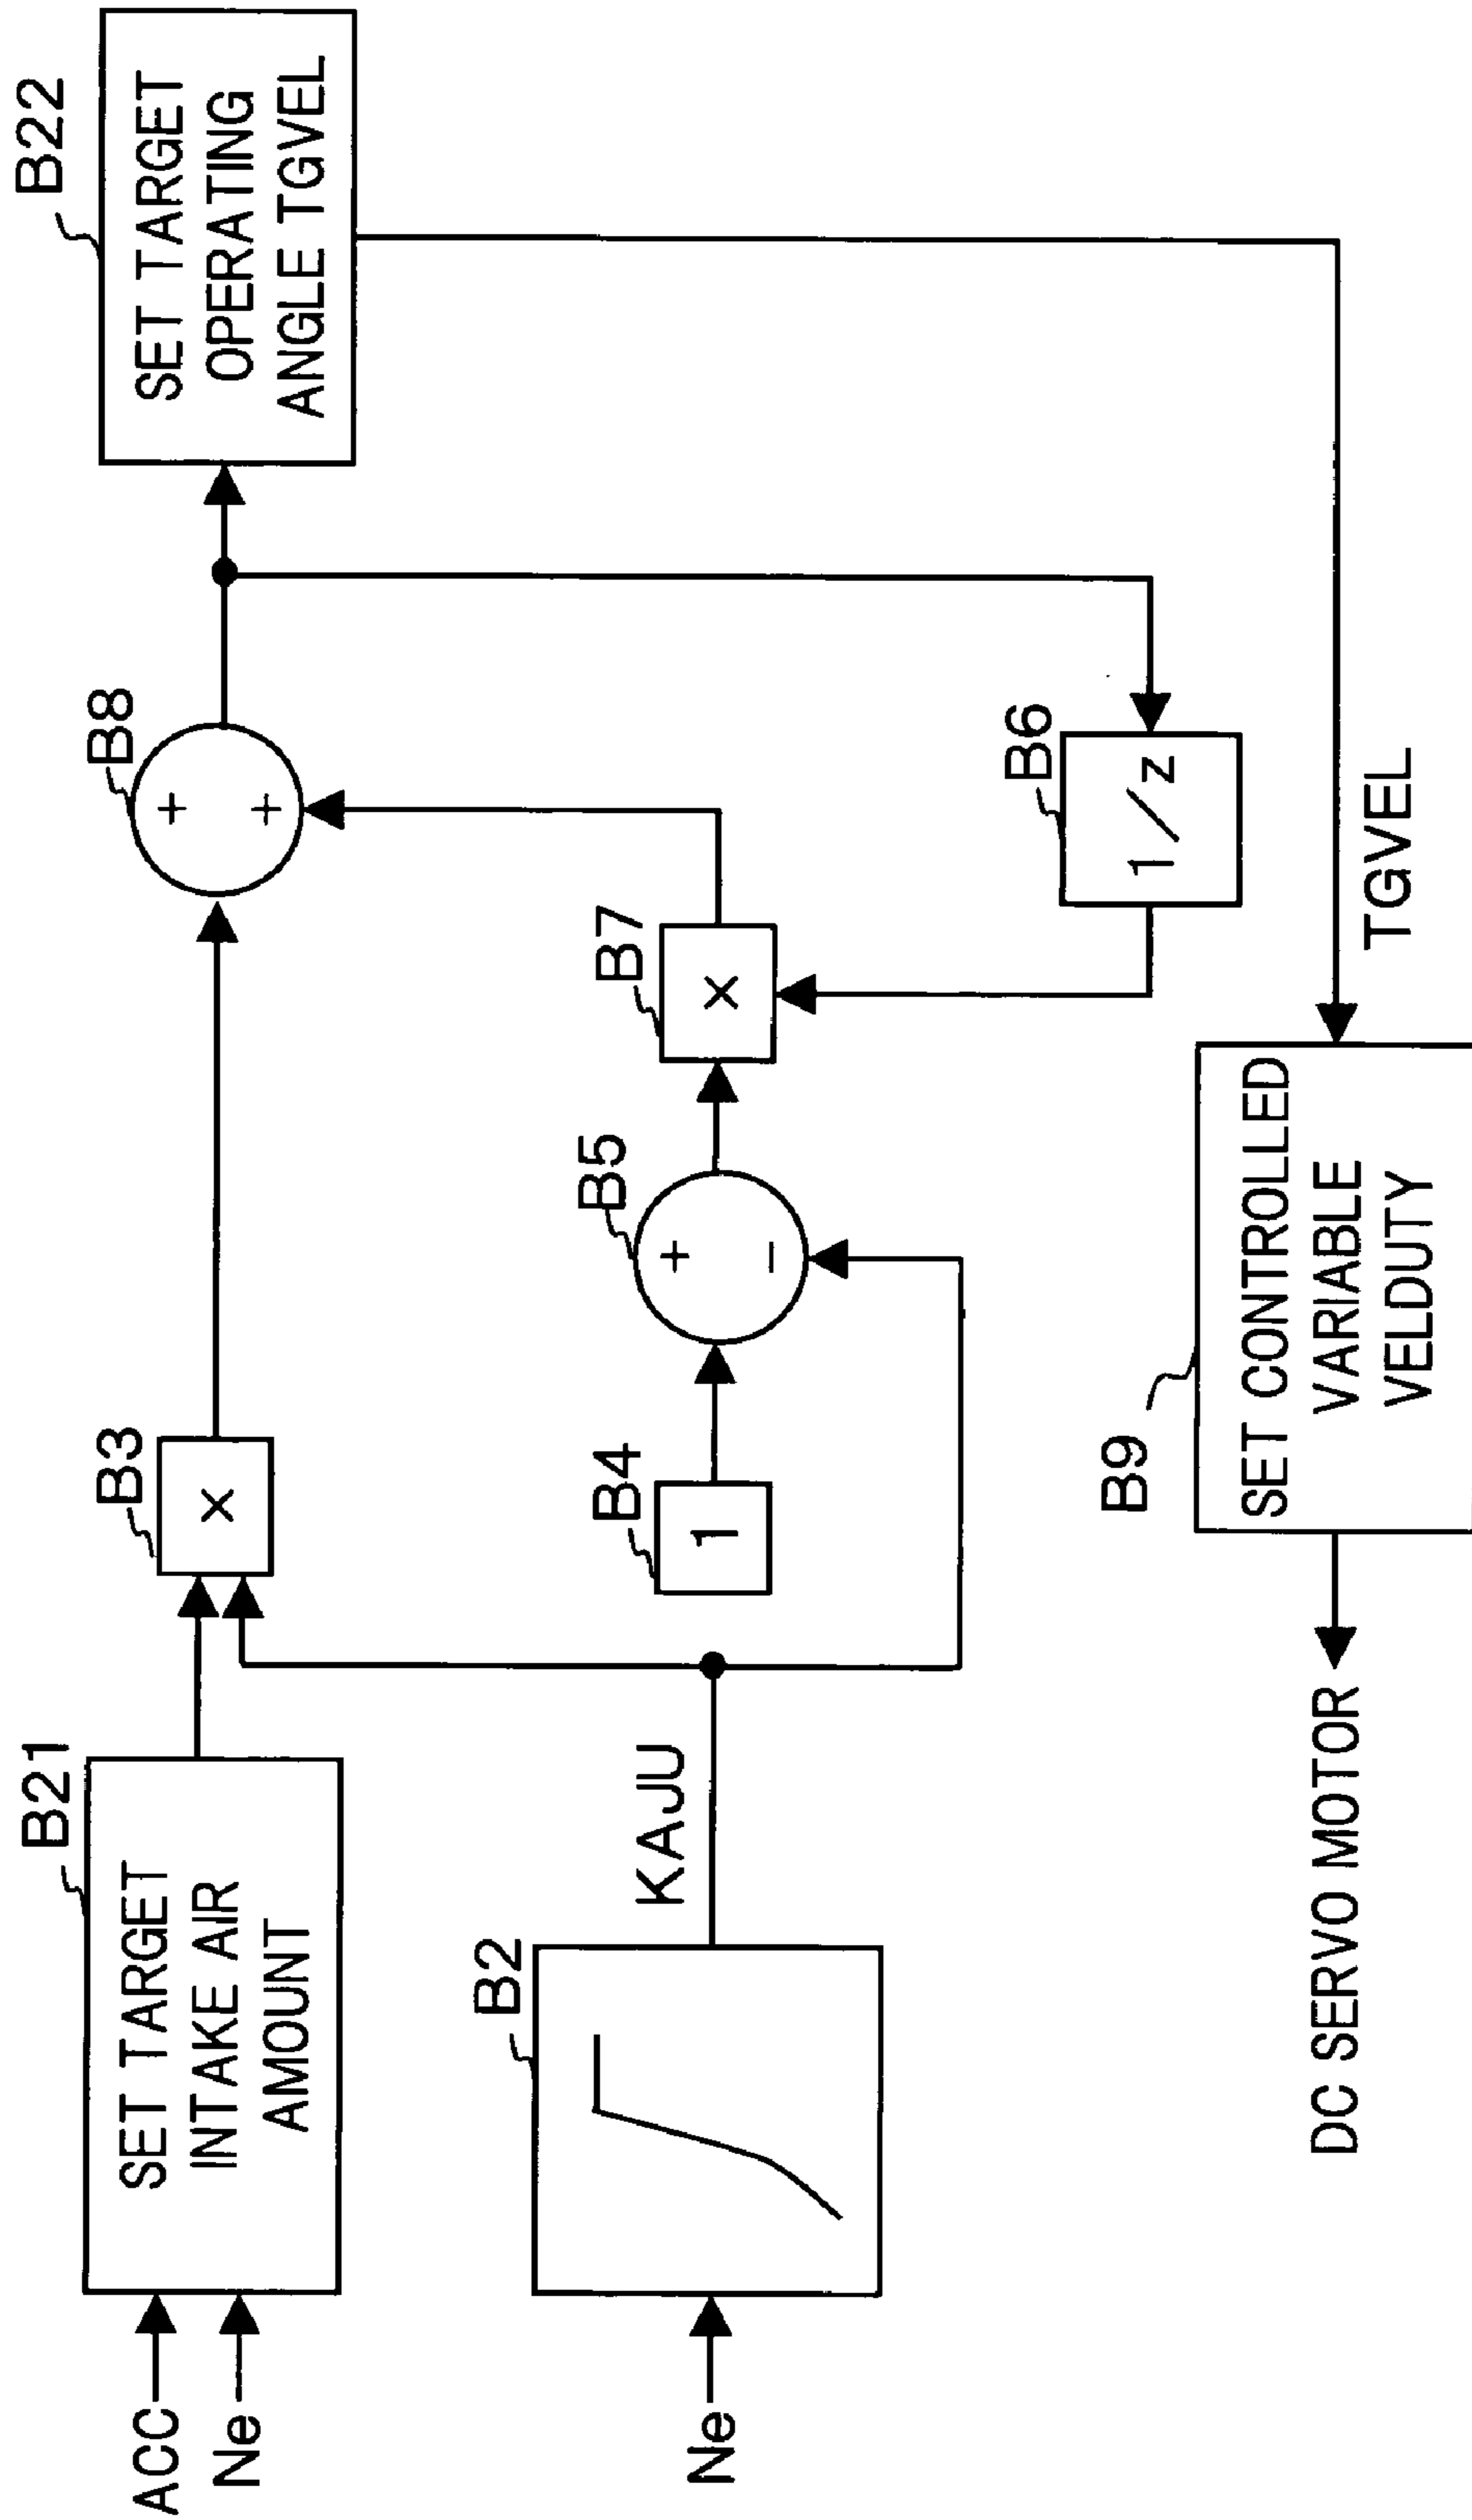 ACC
Ne
B21
SET TARGET
INTAKE AIR
AMOUNT
B3
×
B8
+
+
B22
SET TARGET
OPERATING
ANGLE TGVEL
Ne
B2
KAJU
B4
1
B5
+
−
B7
×
B6
1/z
DC SERVO MOTOR
B9
SET CONTROLLED
VARIABLE
VELDUTY
TGVEL